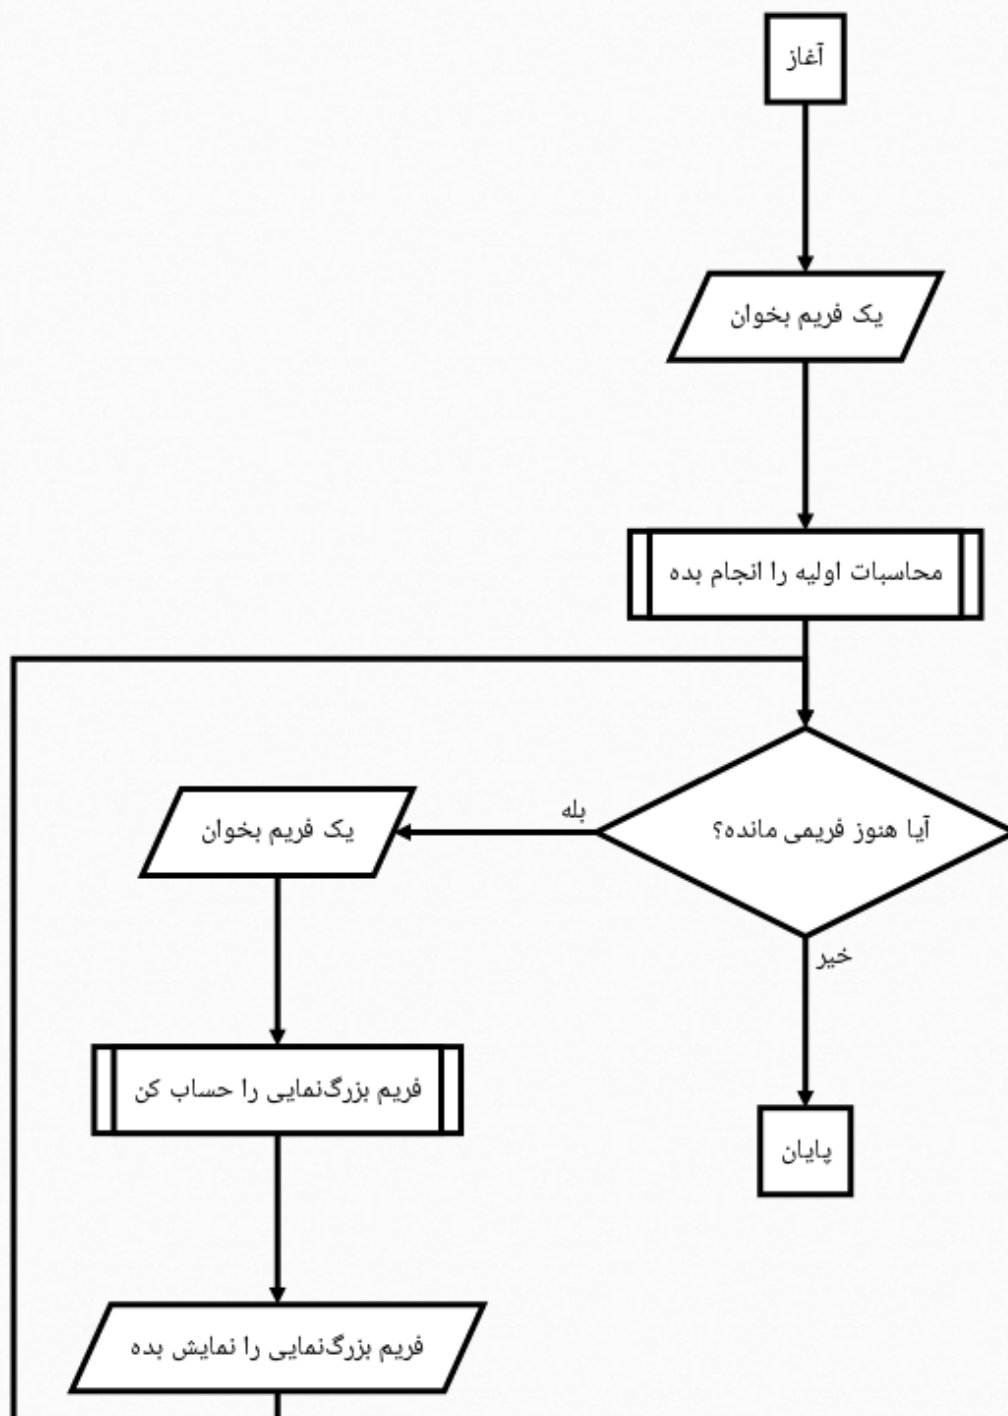 آغاز
یک فریم بخوان
محاسبات اولیه را انجام بده
آیا هنوز فریمی مانده؟
بله
یک فریم بخوان
خیر
فریم بزرگ‌نمایی را حساب کن
پایان
فریم بزرگ‌نمایی را نمایش بده